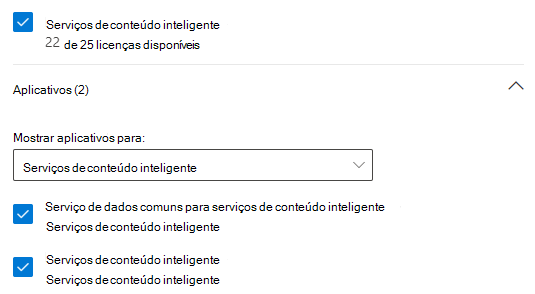 Serviços de conteúdo inteligente
22 de 25 licenças disponíveis
Aplicativos (2)
Mostrar aplicativos para:
Serviços de conteúdo inteligente
Serviço de dados comuns para serviços de conteúdo inteligente
Serviços de conteúdo inteligente
Serviços de conteúdo inteligente
Serviços de conteúdo inteligente